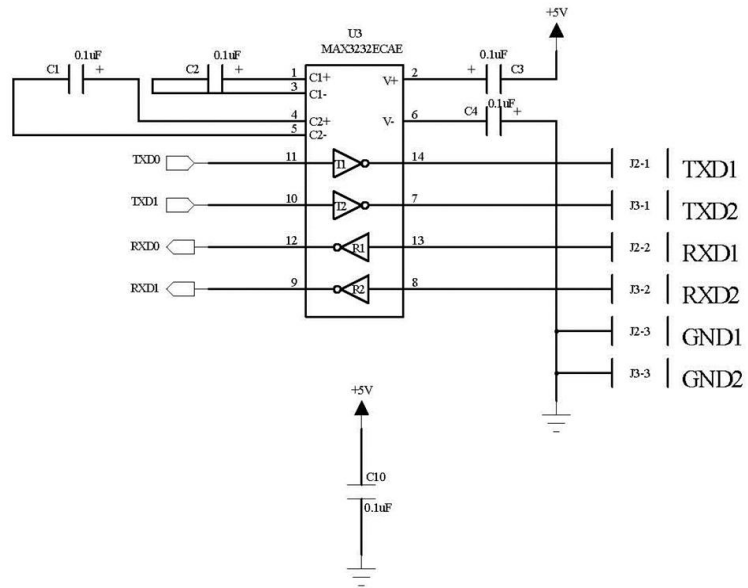 +5V
U3
MAX3232ECAE
C1 0.1uF +
C2 0.1uF +
1 C1+
3 C1-
4 C2+
5 C2-
V+ 2
V- 6
+ 0.1uF C3
C4 0.1uF +
TXD0 11 T1 14 J2-1 TXD1
TXD1 10 T2 7 J3-1 TXD2
RXD0 12 R1 13 J2-2 RXD1
RXD1 9 R2 8 J3-2 RXD2
J2-3 GND1
J3-3 GND2
+5V
C10
0.1uF